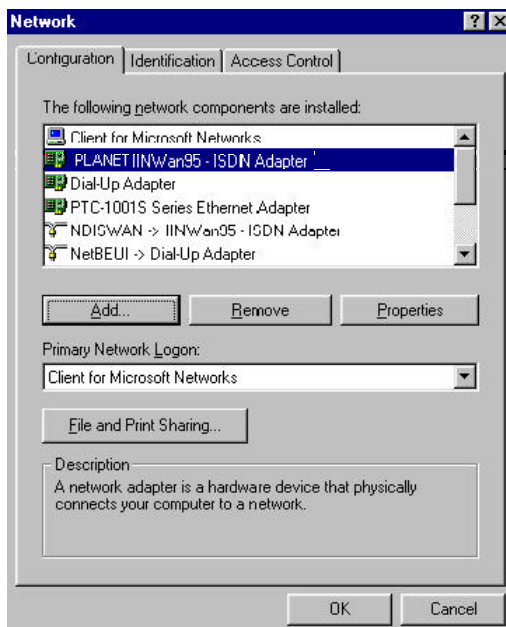 Network
Configuration Identification Access Control
The following network components are installed:
Client for Microsoft Networks
PLANET IINWan95 - ISDN Adapter
Dial-Up Adapter
PTC-1001S Series Ethernet Adapter
NDISWAN -> IINWan95 - ISDN Adapter
NetBEUI -> Dial-Up Adapter
Add... Remove Properties
Primary Network Logon:
Client for Microsoft Networks
File and Print Sharing...
Description
A network adapter is a hardware device that physically
connects your computer to a network.
OK Cancel